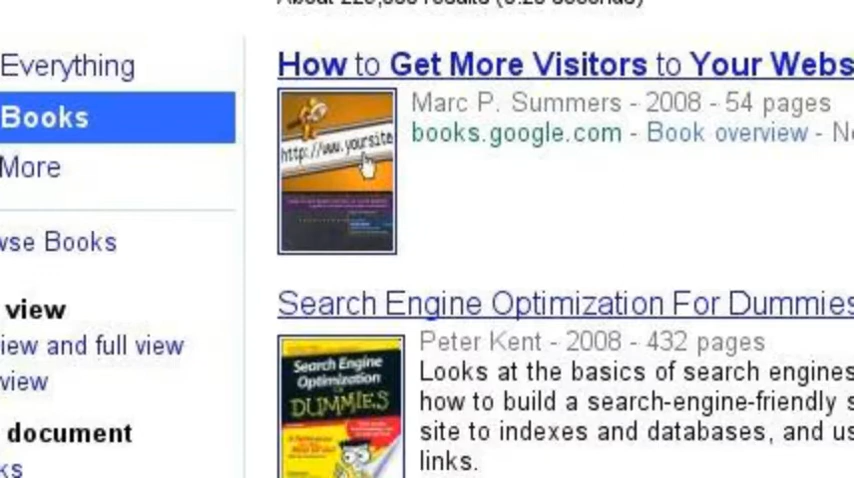 Everything
Books
More
wse Books
view
iew and full view
view
document
ks
How to Get More Visitors to Your Webs
Marc P. Summers - 2008 - 54 pages
books.google.com - Book overview - N
http://www.yoursite
Search Engine Optimization For Dummies
Peter Kent - 2008 - 432 pages
Looks at the basics of search engines
how to build a search-engine-friendly s
site to indexes and databases, and us
links.
Search Engine
Optimization
FOR
DUMMIES